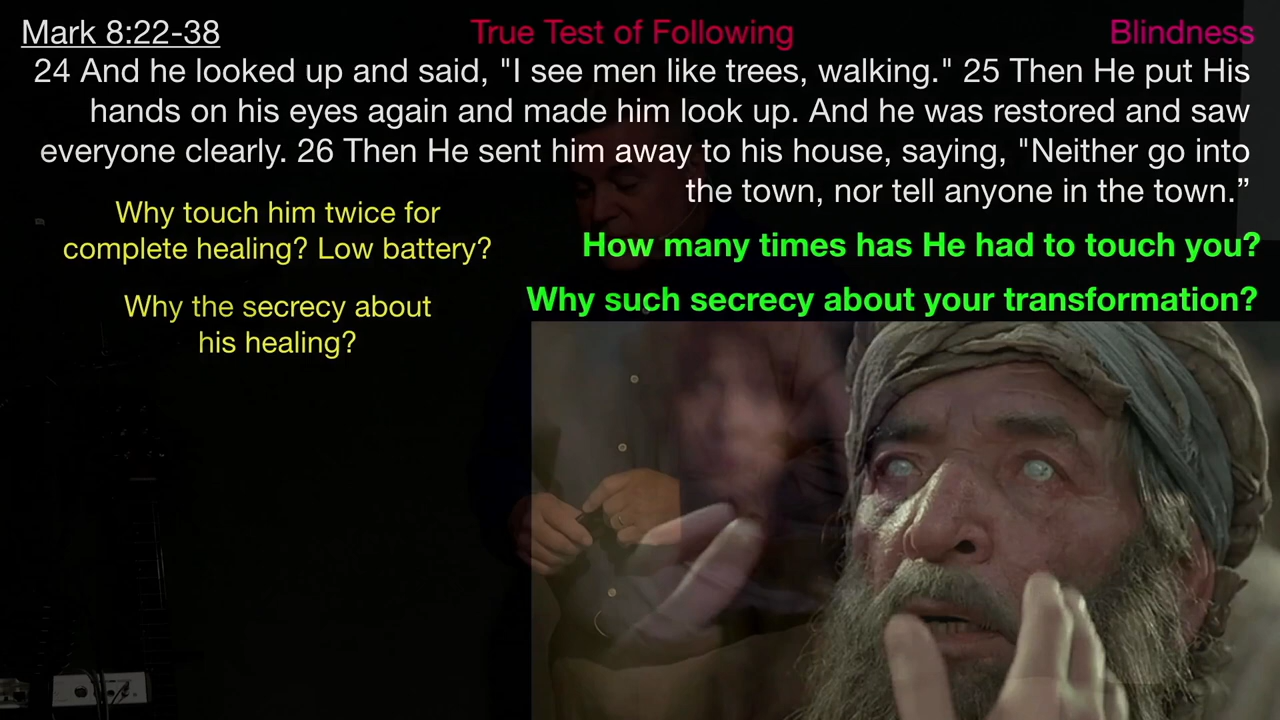 Mark 8:22-38 True Test of Following Blindness
24 And he looked up and said, "I see men like trees, walking." 25 Then He put His
hands on his eyes again and made him look up. And he was restored and saw
everyone clearly. 26 Then He sent him away to his house, saying, "Neither go into
the town, nor tell anyone in the town.”
Why touch him twice for
complete healing? Low battery?
How many times has He had to touch you?
Why the secrecy about
his healing?
Why such secrecy about your transformation?